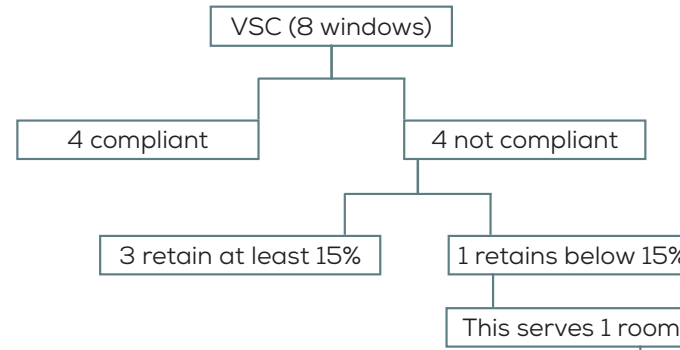 VSC (8 windows)
4 compliant
4 not compliant
3 retain at least 15%
1 retains below 15%
This serves 1 room